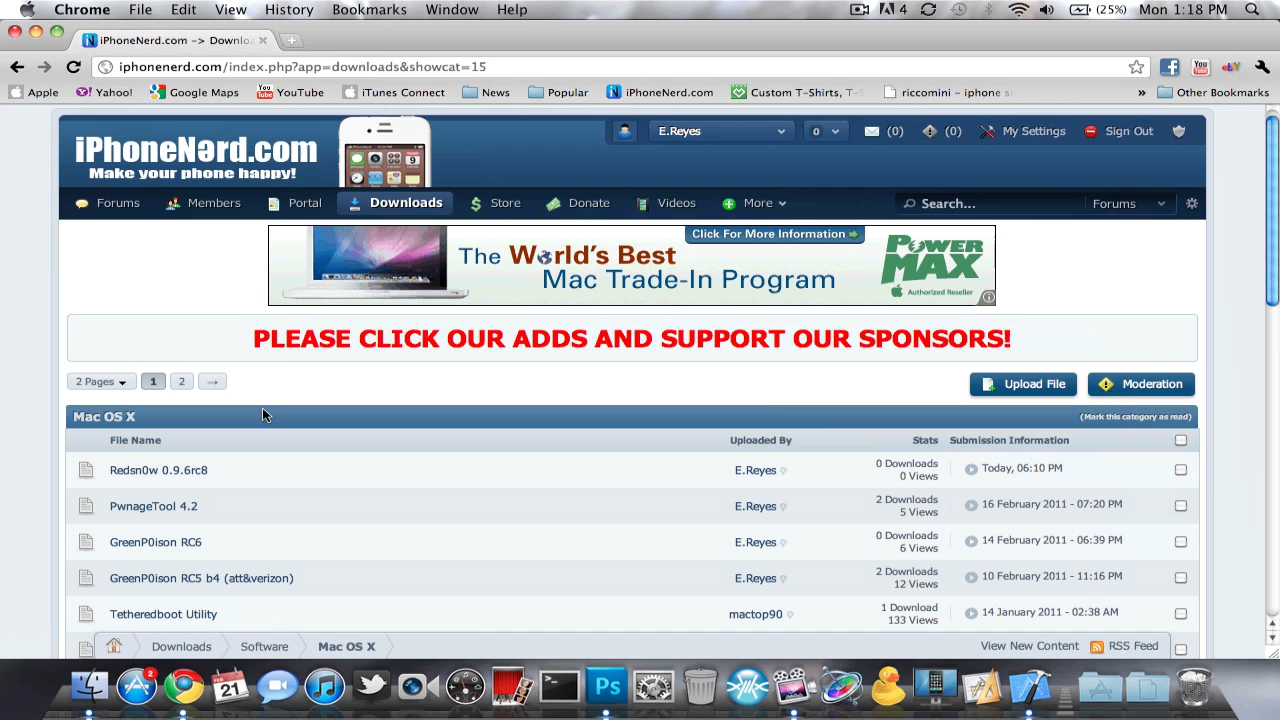 Chrome File Edit View History Bookmarks Window Help 4 (25%) Mon 1:18 PM
iPhoneNerd.com -> Downlo
iphonenerd.com/index.php?app=downloads&showcat=15
Apple Yahoo! Google Maps YouTube iTunes Connect News Popular iPhoneNerd.com Custom T-Shirts, T-S riccomini - iphone s » Other Bookmarks
iPhoneNerd.com
Make your phone happy!
E.Reyes 0 (0) (0) My Settings Sign Out
Forums Members Portal Downloads Store Donate Videos More Search... Forums
The World's Best
Mac Trade-In Program
Click For More Information
POWER
MAX
Authorized Reseller
PLEASE CLICK OUR ADDS AND SUPPORT OUR SPONSORS!
2 Pages 1 2 → Upload File Moderation
Mac OS X (Mark this category as read)
File Name Uploaded By Stats Submission Information
Redsn0w 0.9.6rc8 E.Reyes 0 Downloads Today, 06:10 PM
0 Views
PwnageTool 4.2 E.Reyes 2 Downloads 16 February 2011 - 07:20 PM
5 Views
GreenP0ison RC6 E.Reyes 0 Downloads 14 February 2011 - 06:39 PM
6 Views
GreenP0ison RC5 b4 (att&verizon) E.Reyes 2 Downloads 10 February 2011 - 11:16 PM
12 Views
Tetheredboot Utility mactop90 1 Download 14 January 2011 - 02:38 AM
133 Views
Downloads Software Mac OS X View New Content RSS Feed
2
21
Ps